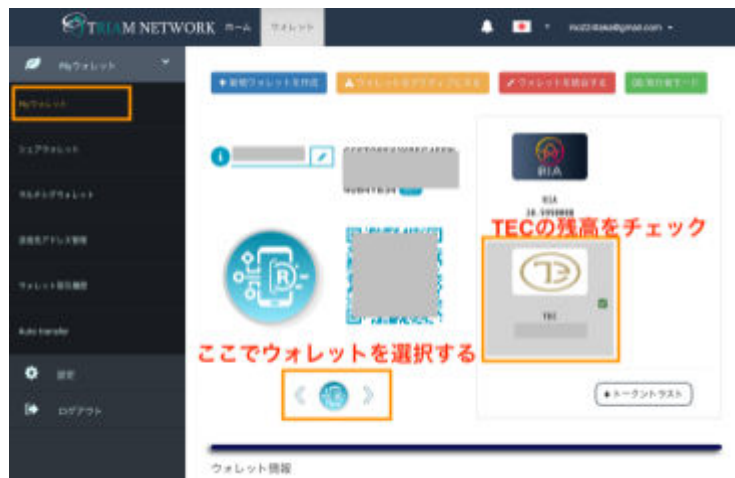 TRIAM NETWORK ホーム ウォレット
Myウォレット
+ 新規ウォレットを作成
ウォレットをアクティブにする
ウォレットを統合する
Myウォレット
シェアウォレット
マルチシグウォレット
送信先アドレス管理
ウォレット取引履歴
Auto transfer
設定
ログアウト
RIA
RIA
TECの残高をチェック
TEC
ここでウォレットを選択する
+トークントラスト
ウォレット情報